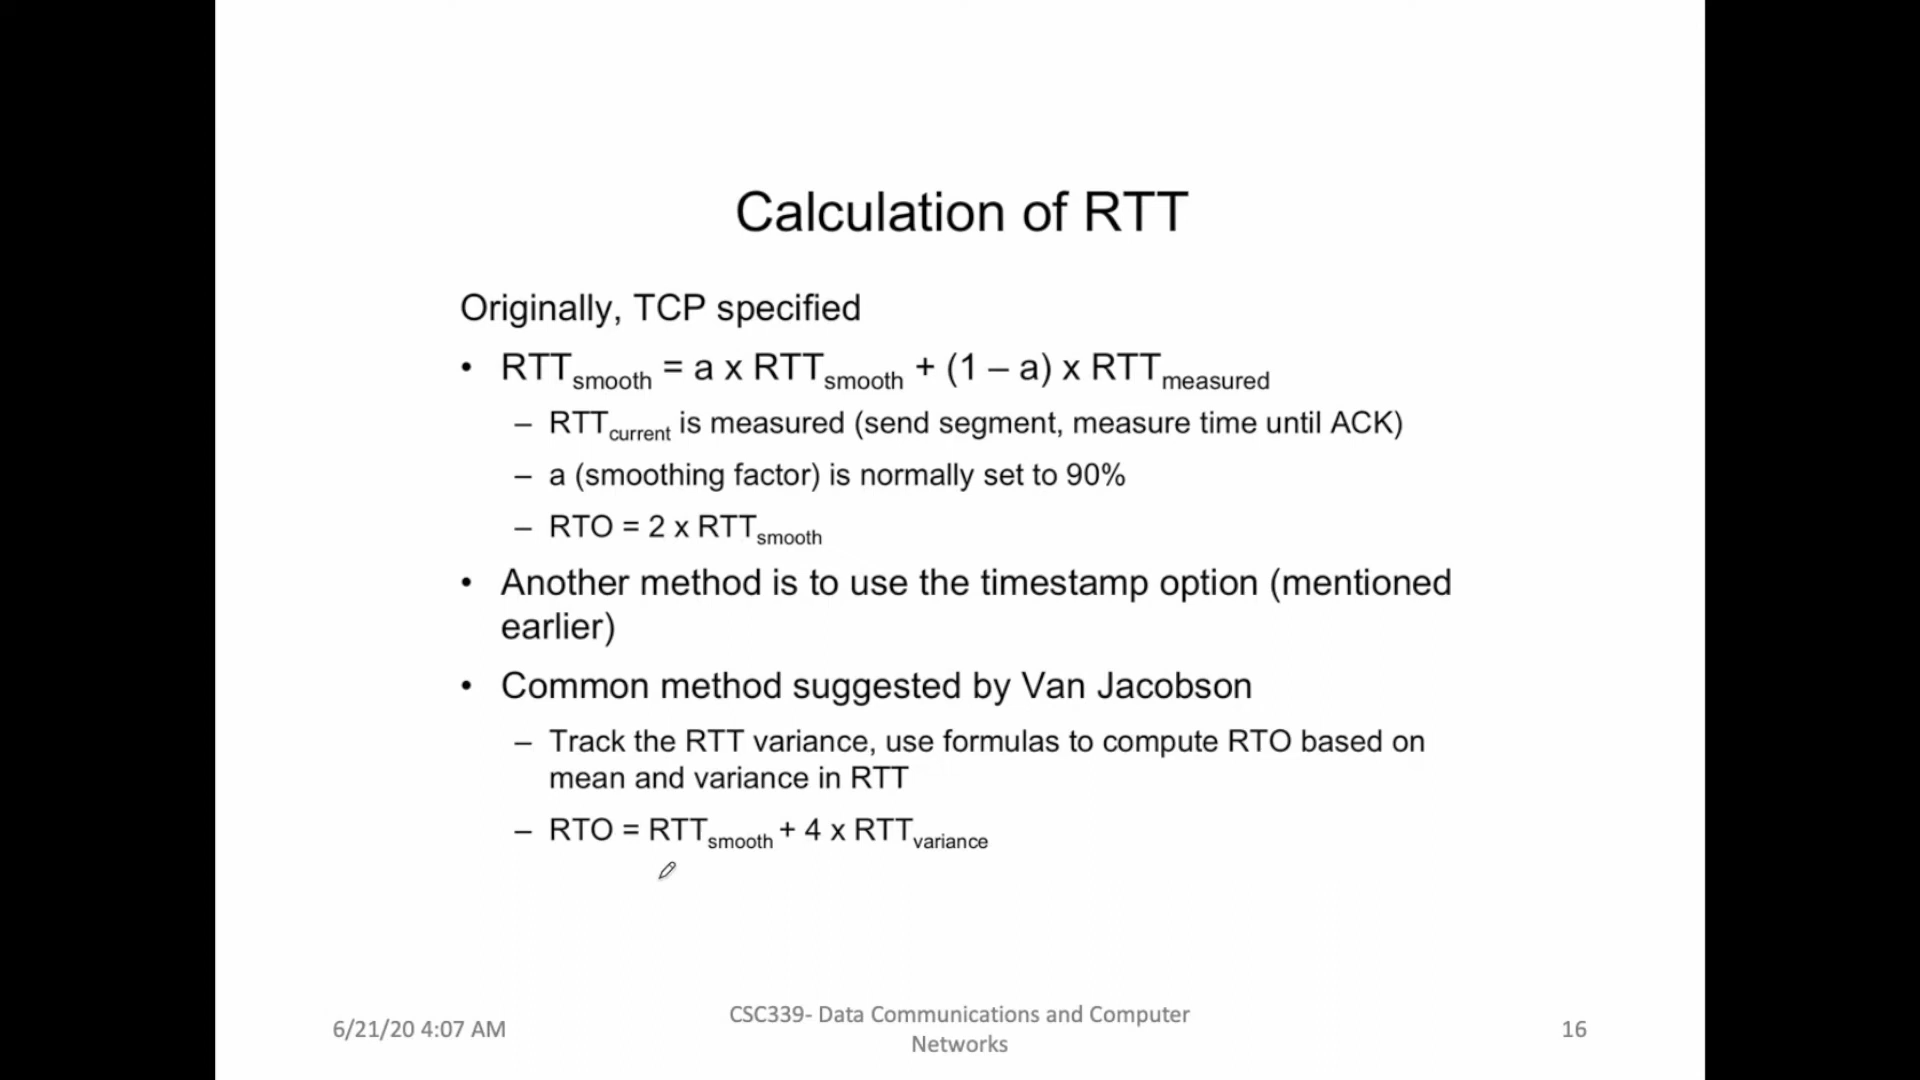 Calculation of RTT
Originally, TCP specified
• RTTsmooth = a x RTTsmooth + (1 – a) x RTTmeasured
– RTTcurrent is measured (send segment, measure time until ACK)
– a (smoothing factor) is normally set to 90%
– RTO = 2 x RTTsmooth
• Another method is to use the timestamp option (mentioned
earlier)
• Common method suggested by Van Jacobson
– Track the RTT variance, use formulas to compute RTO based on
mean and variance in RTT
– RTO = RTTsmooth + 4 x RTTvariance
6/21/20 4:07 AM
CSC339- Data Communications and Computer
Networks
16